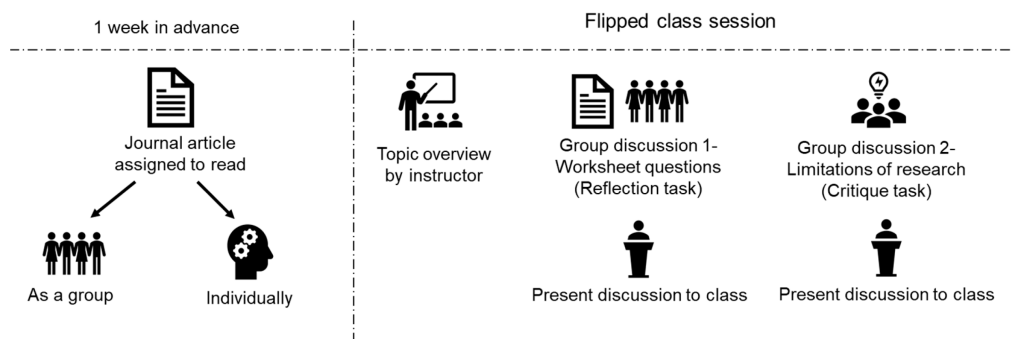 1 week in advance
Flipped class session
Journal article
assigned to read
As a group
Individually
Topic overview
by instructor
Group discussion 1-
Worksheet questions
(Reflection task)
Present discussion to class
Group discussion 2-
Limitations of research
(Critique task)
Present discussion to class